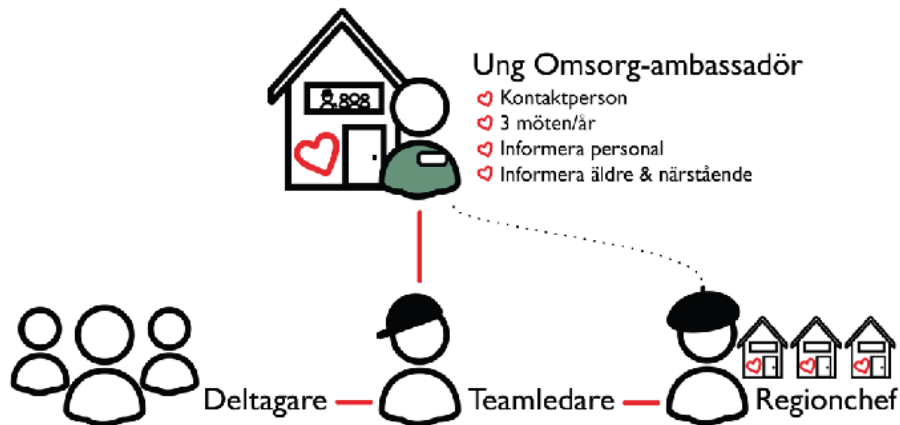 Ung Omsorg-ambassadör
Kontaktperson
3 möten/år
Informera personal
Informera äldre & närstående
Deltagare
Teamledare
Regionchef